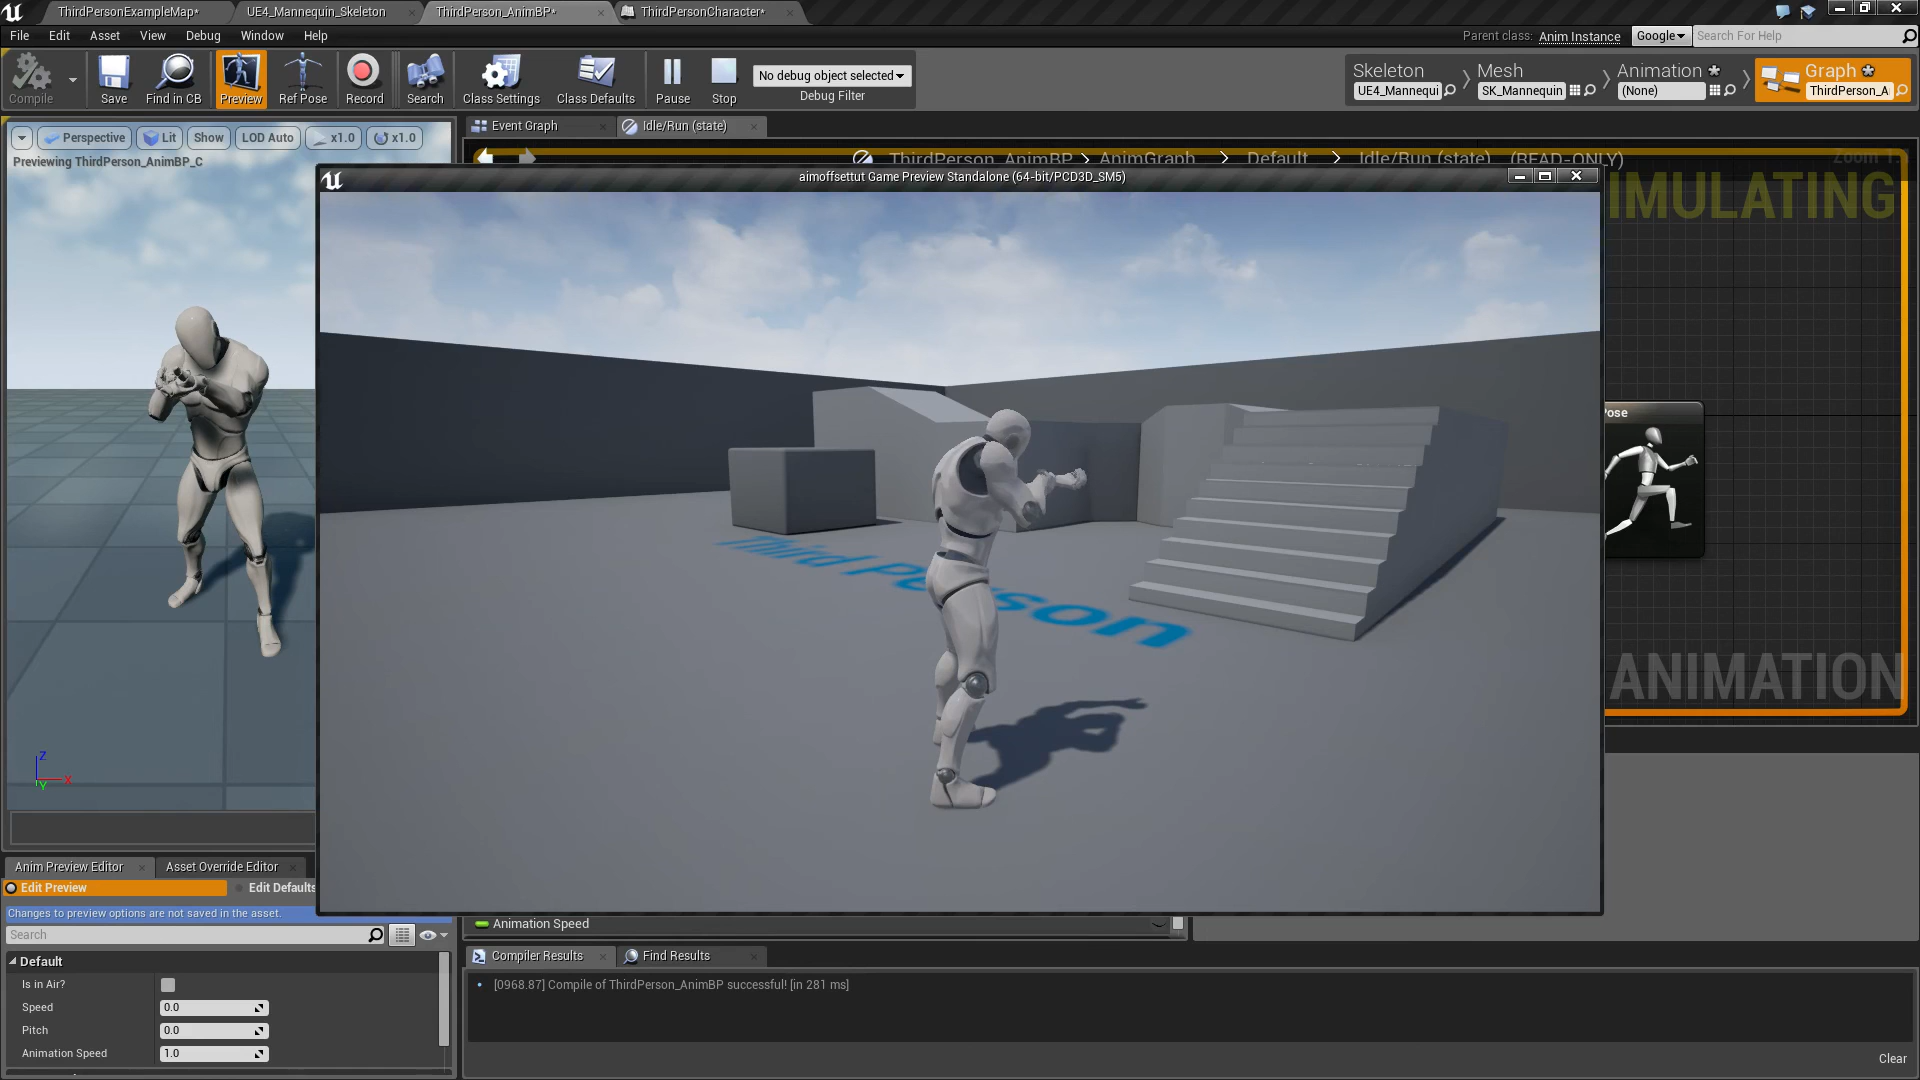 ThirdPersonExampleMap*
UE4_Mannequin_Skeleton
ThirdPerson_AnimBP*
ThirdPersonCharacter*
File Edit Asset View Debug Window Help
Parent class: Anim Instance
Google
Search For Help
Compile
Save
Find in CB
Preview
Ref Pose
Record
Search
Class Settings
Class Defaults
Pause
Stop
No debug object selected
Debug Filter
Skeleton
UE4_Mannequi
Mesh
SK_Mannequin
Animation
(None)
Graph
ThirdPerson_A
Perspective
Lit
Show
LOD Auto
x1.0
x1.0
Previewing ThirdPerson_AnimBP_C
Event Graph
Idle/Run (state)
ThirdPerson_AnimBP > AnimGraph > Default > Idle/Run (state) (READ-ONLY)
IMULATING
aimoffsettut Game Preview Standalone (64-bit/PCD3D_SM5)
Third Person
Pose
ANIMATION
Z
X
Y
Anim Preview Editor
Asset Override Editor
Edit Preview
Edit Defaults
Changes to preview options are not saved in the asset.
Search
Default
Is in Air?
Speed 0.0
Pitch 0.0
Animation Speed 1.0
Animation Speed
Compiler Results
Find Results
[0968.87] Compile of ThirdPerson_AnimBP successful! [in 281 ms]
Clear